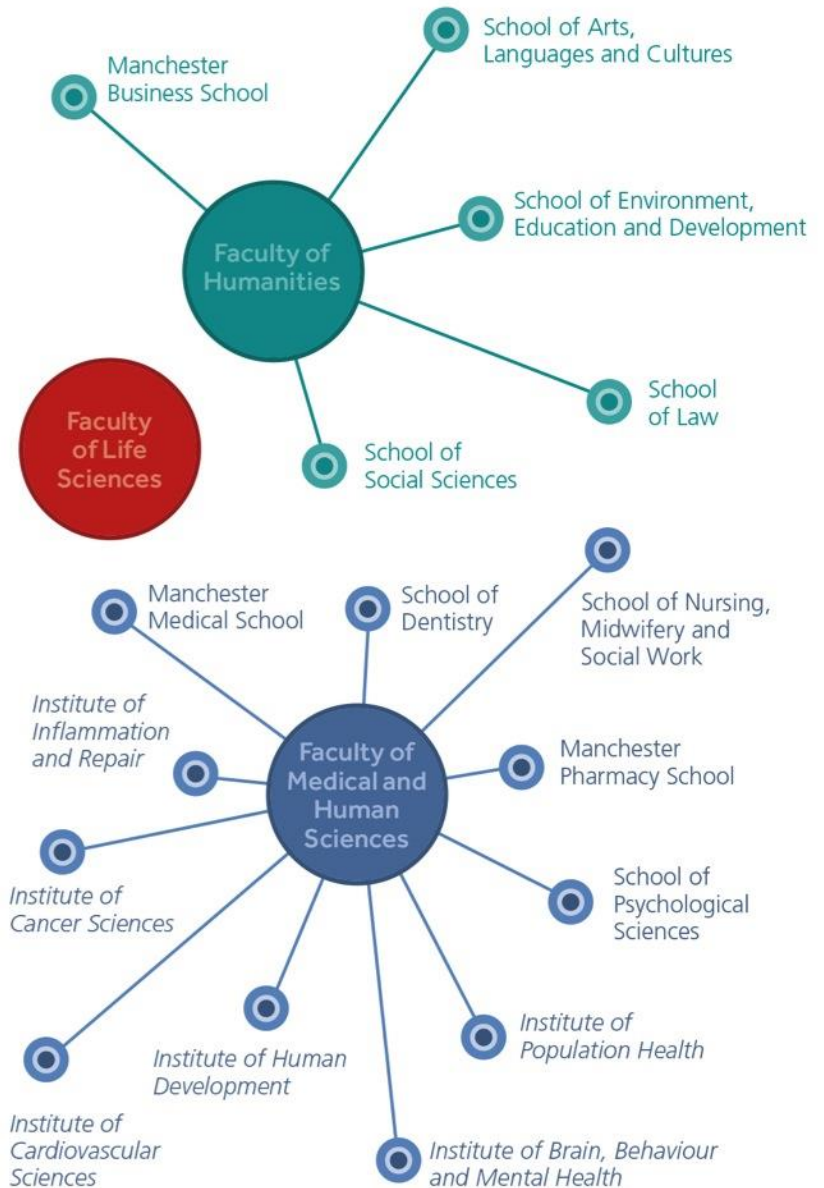 School of Arts,
Languages and Cultures
Manchester
Business School
School of Environment,
Education and Development
Faculty of
Humanities
School
of Law
Faculty
of Life
Sciences
School of
Social Sciences
Manchester
Medical School
School of
Dentistry
School of Nursing,
Midwifery and
Social Work
Institute of
Inflammation
and Repair
Faculty of
Medical and
Human
Sciences
Manchester
Pharmacy School
Institute of
Cancer Sciences
School of
Psychological
Sciences
Institute of
Population Health
Institute of Human
Development
Institute of
Cardiovascular
Sciences
Institute of Brain, Behaviour
and Mental Health